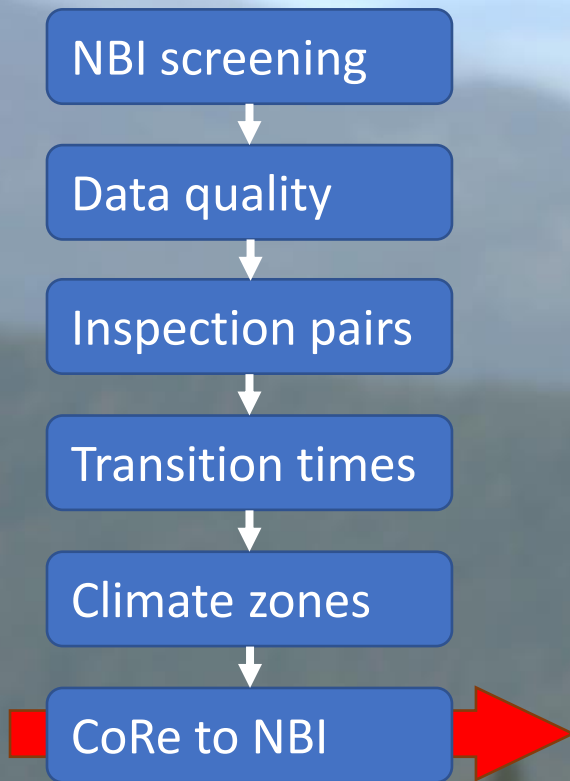 NBI screening
Data quality
Inspection pairs
Transition times
Climate zones
CoRe to NBI